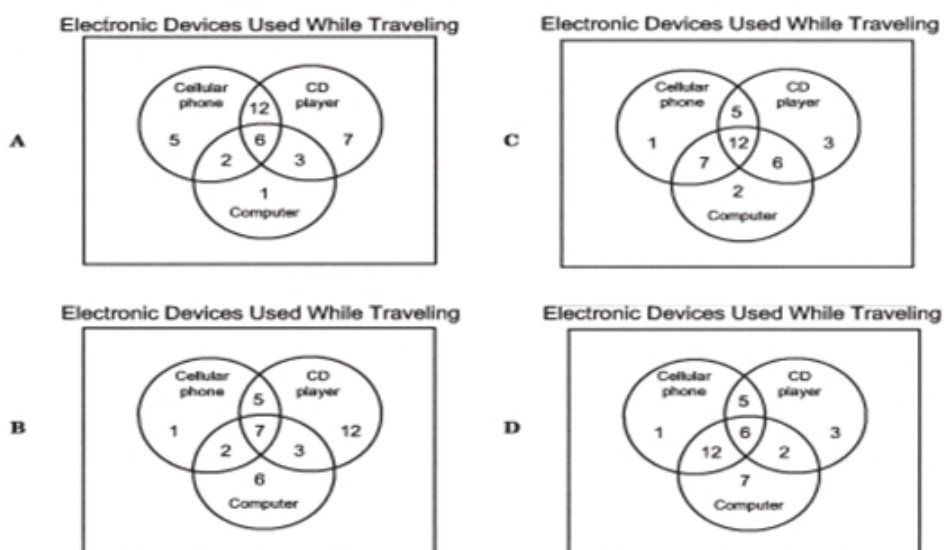 Electronic Devices Used While Traveling
A
Cellular
phone
CD
player
12
5
6
7
2
3
1
Computer
Electronic Devices Used While Traveling
C
Cellular
phone
CD
player
5
1
12
3
7
6
2
Computer
Electronic Devices Used While Traveling
B
Cellular
phone
CD
player
5
1
7
12
2
3
6
Computer
Electronic Devices Used While Traveling
D
Cellular
phone
CD
player
5
1
6
3
12
2
7
Computer